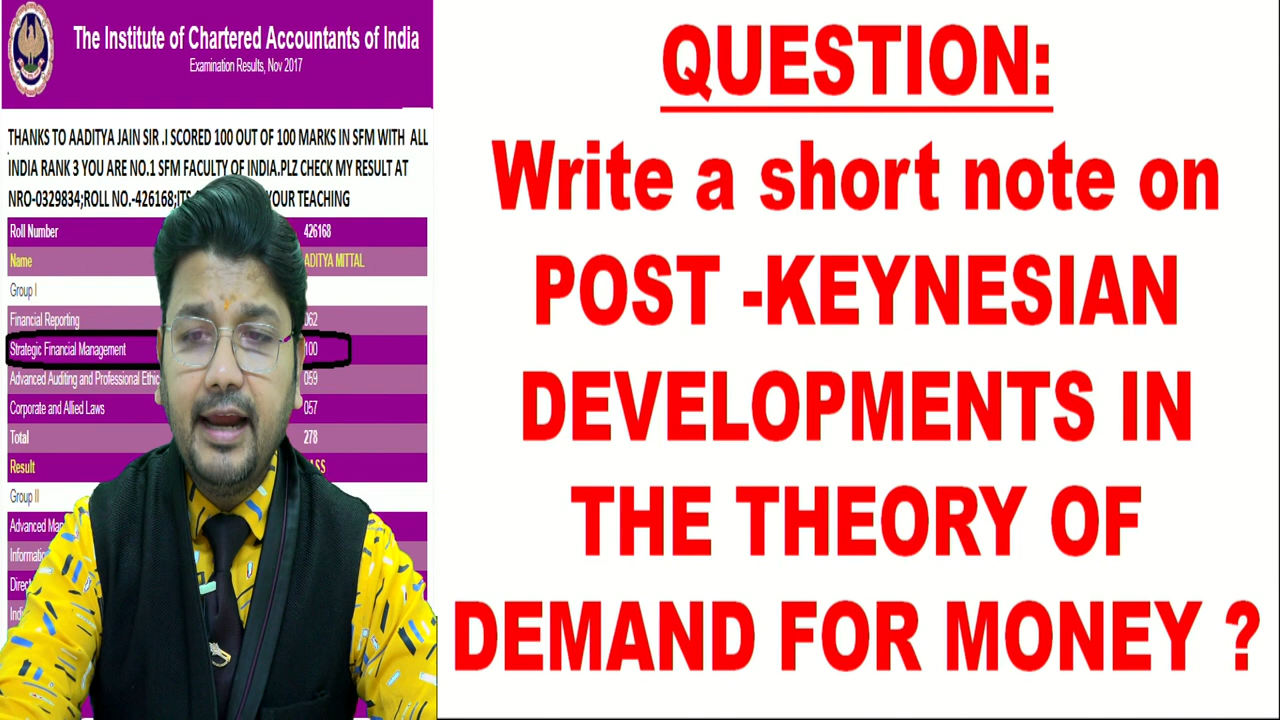 The Institute of Chartered Accountants of India
Examination Results, Nov 2017
THANKS TO AADITYA JAIN SIR .I SCORED 100 OUT OF 100 MARKS IN SFM WITH ALL
INDIA RANK 3 YOU ARE NO.1 SFM FACULTY OF INDIA.PLZ CHECK MY RESULT AT
NRO-0329834;ROLL NO.-426168;ITS YOUR TEACHING
Roll Number 426168
Name ADITYA MITTAL
Group I
Financial Reporting 062
Strategic Financial Management 100
Advanced Auditing and Professional Ethic 059
Corporate and Allied Laws 057
Total 278
Result
Group II
Advanced
QUESTION:
Write a short note on
POST -KEYNESIAN
DEVELOPMENTS IN
THE THEORY OF
DEMAND FOR MONEY ?